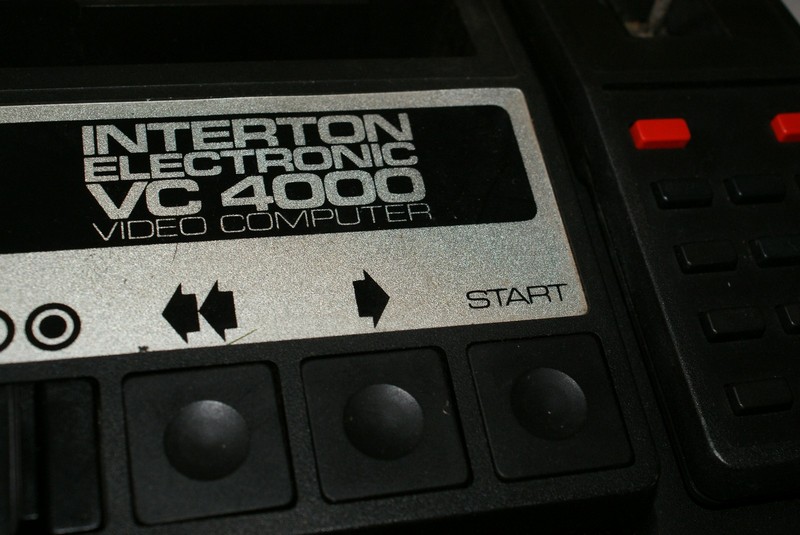 INTERTON
ELECTRONIC
VC 4000
VIDEO COMPUTER
START